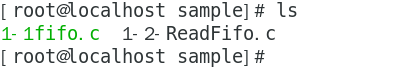 [root@localhost sample]# ls
1-1fifo.c  1-2-ReadFifo.c
[root@localhost sample]#